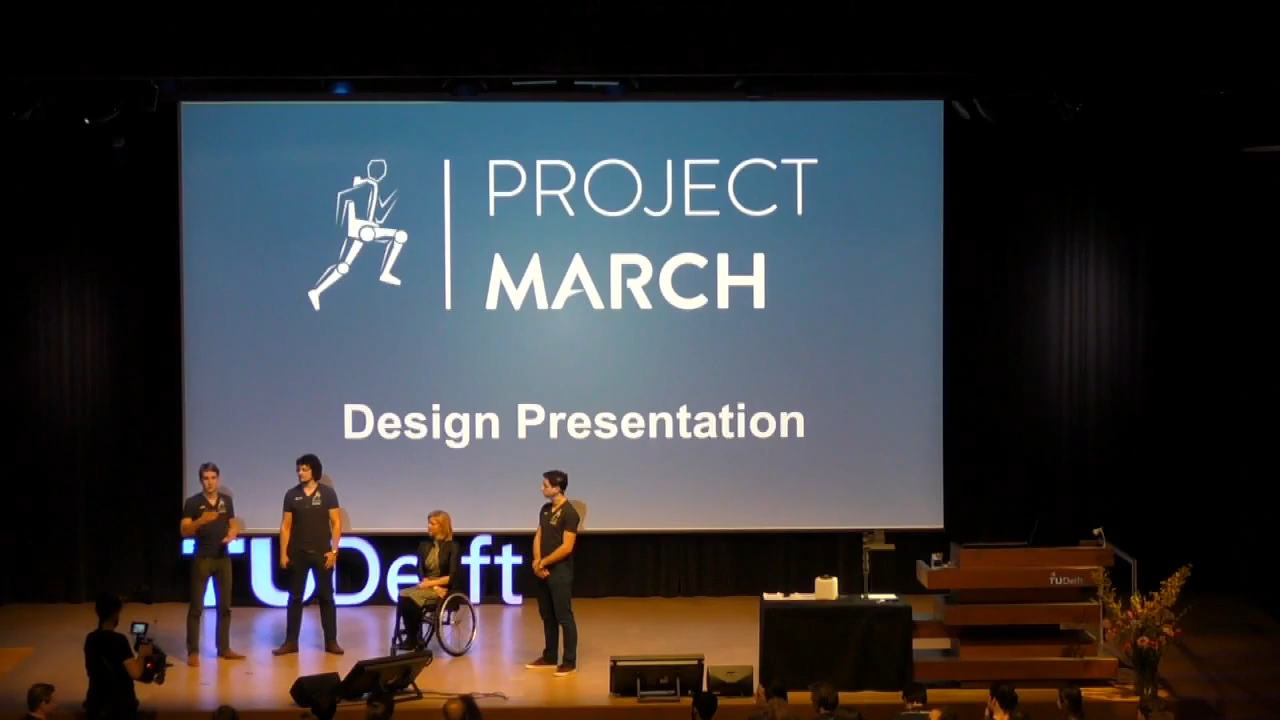 PROJECT
MARCH
Design Presentation
TUDelft
TUDelft